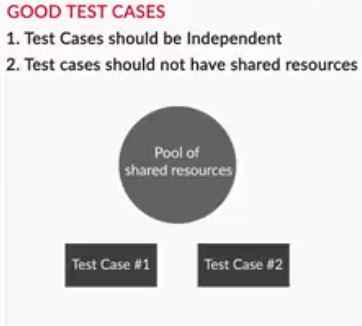 GOOD TEST CASES
1. Test Cases should be Independent
2. Test cases should not have shared resources
Pool of
shared resources
Test Case #1
Test Case #2